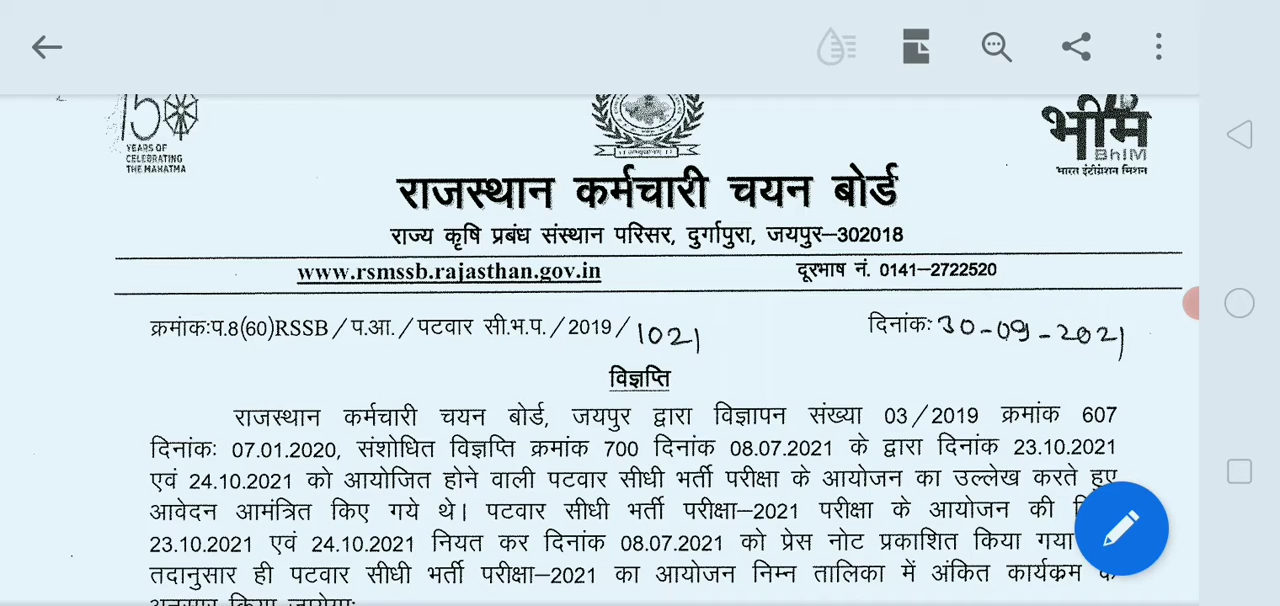 150
YEARS OF
CELEBRATING
THE MAHATMA
भीम
BHIM
भारत इंटीग्रेशन मिशन
राजस्थान कर्मचारी चयन बोर्ड
राज्य कृषि प्रबंध संस्थान परिसर, दुर्गापुरा, जयपुर–302018
www.rsmssb.rajasthan.gov.in दूरभाष नं. 0141–2722520
क्रमांकःप.8(60)RSSB/प.आ./पटवार सी.भ.प./2019/1021 दिनांकः 30-09-2021
विज्ञप्ति
राजस्थान कर्मचारी चयन बोर्ड, जयपुर द्वारा विज्ञापन संख्या 03/2019 क्रमांक 607
दिनांकः 07.01.2020, संशोधित विज्ञप्ति क्रमांक 700 दिनांक 08.07.2021 के द्वारा दिनांक 23.10.2021
एवं 24.10.2021 को आयोजित होने वाली पटवार सीधी भर्ती परीक्षा के आयोजन का उल्लेख करते हुए
आवेदन आमंत्रित किए गये थे। पटवार सीधी भर्ती परीक्षा–2021 परीक्षा के आयोजन की
23.10.2021 एवं 24.10.2021 नियत कर दिनांक 08.07.2021 को प्रेस नोट प्रकाशित किया गया
तदानुसार ही पटवार सीधी भर्ती परीक्षा–2021 का आयोजन निम्न तालिका में अंकित कार्यक्रम के
अनुसार किया जायेगाः